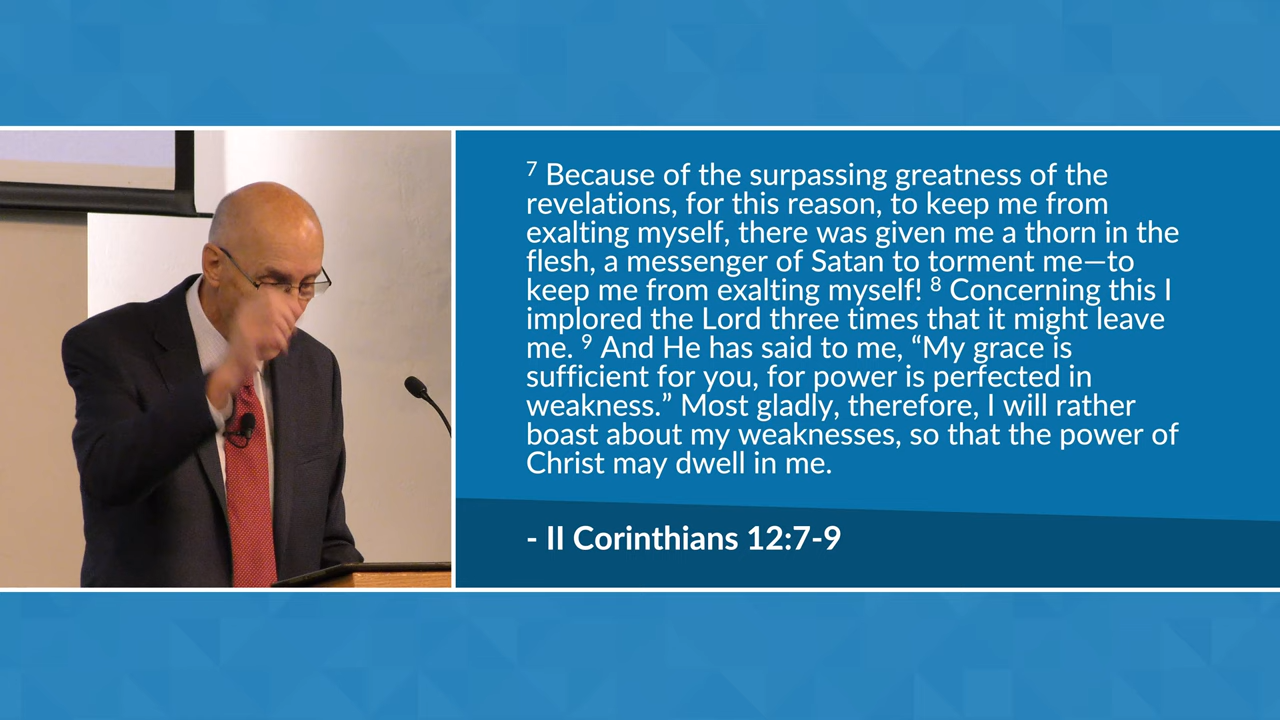 7 Because of the surpassing greatness of the
revelations, for this reason, to keep me from
exalting myself, there was given me a thorn in the
flesh, a messenger of Satan to torment me—to
keep me from exalting myself! 8 Concerning this I
implored the Lord three times that it might leave
me. 9 And He has said to me, “My grace is
sufficient for you, for power is perfected in
weakness.” Most gladly, therefore, I will rather
boast about my weaknesses, so that the power of
Christ may dwell in me.
- II Corinthians 12:7-9